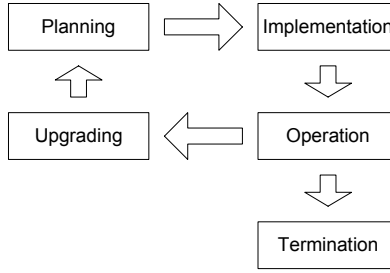 Planning
Implementation
Upgrading
Operation
Termination